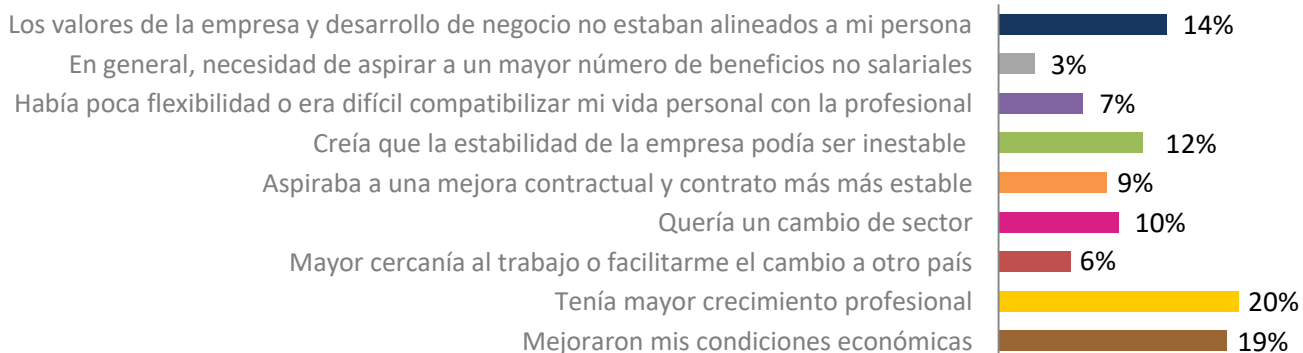 Los valores de la empresa y desarrollo de negocio no estaban alineados a mi persona 14%
En general, necesidad de aspirar a un mayor número de beneficios no salariales 3%
Había poca flexibilidad o era difícil compatibilizar mi vida personal con la profesional 7%
Creía que la estabilidad de la empresa podía ser inestable 12%
Aspiraba a una mejora contractual y contrato más más estable 9%
Quería un cambio de sector 10%
Mayor cercanía al trabajo o facilitarme el cambio a otro país 6%
Tenía mayor crecimiento profesional 20%
Mejoraron mis condiciones económicas 19%